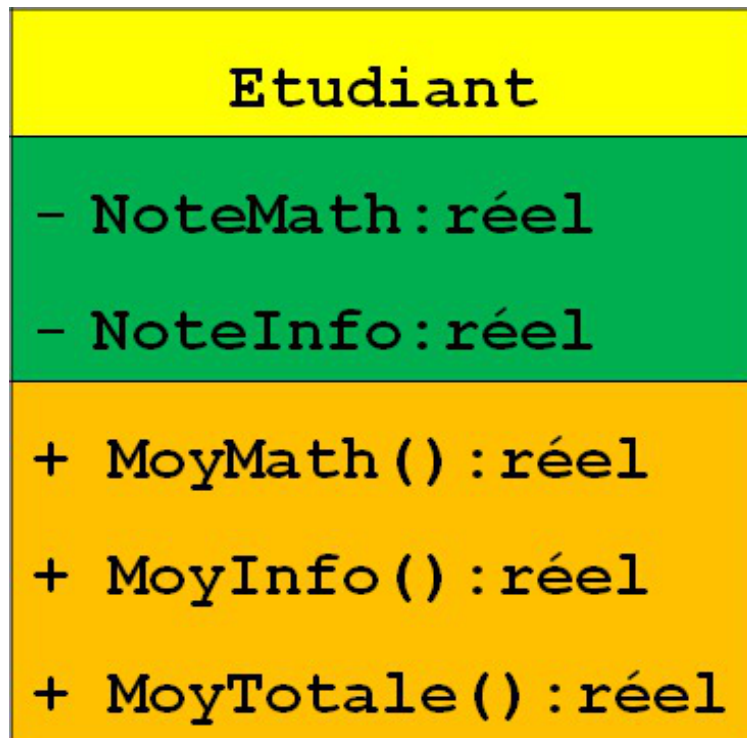 Etudiant
- NoteMath:réel
- NoteInfo:réel
+ MoyMath():réel
+ MoyInfo():réel
+ MoyTotale():réel